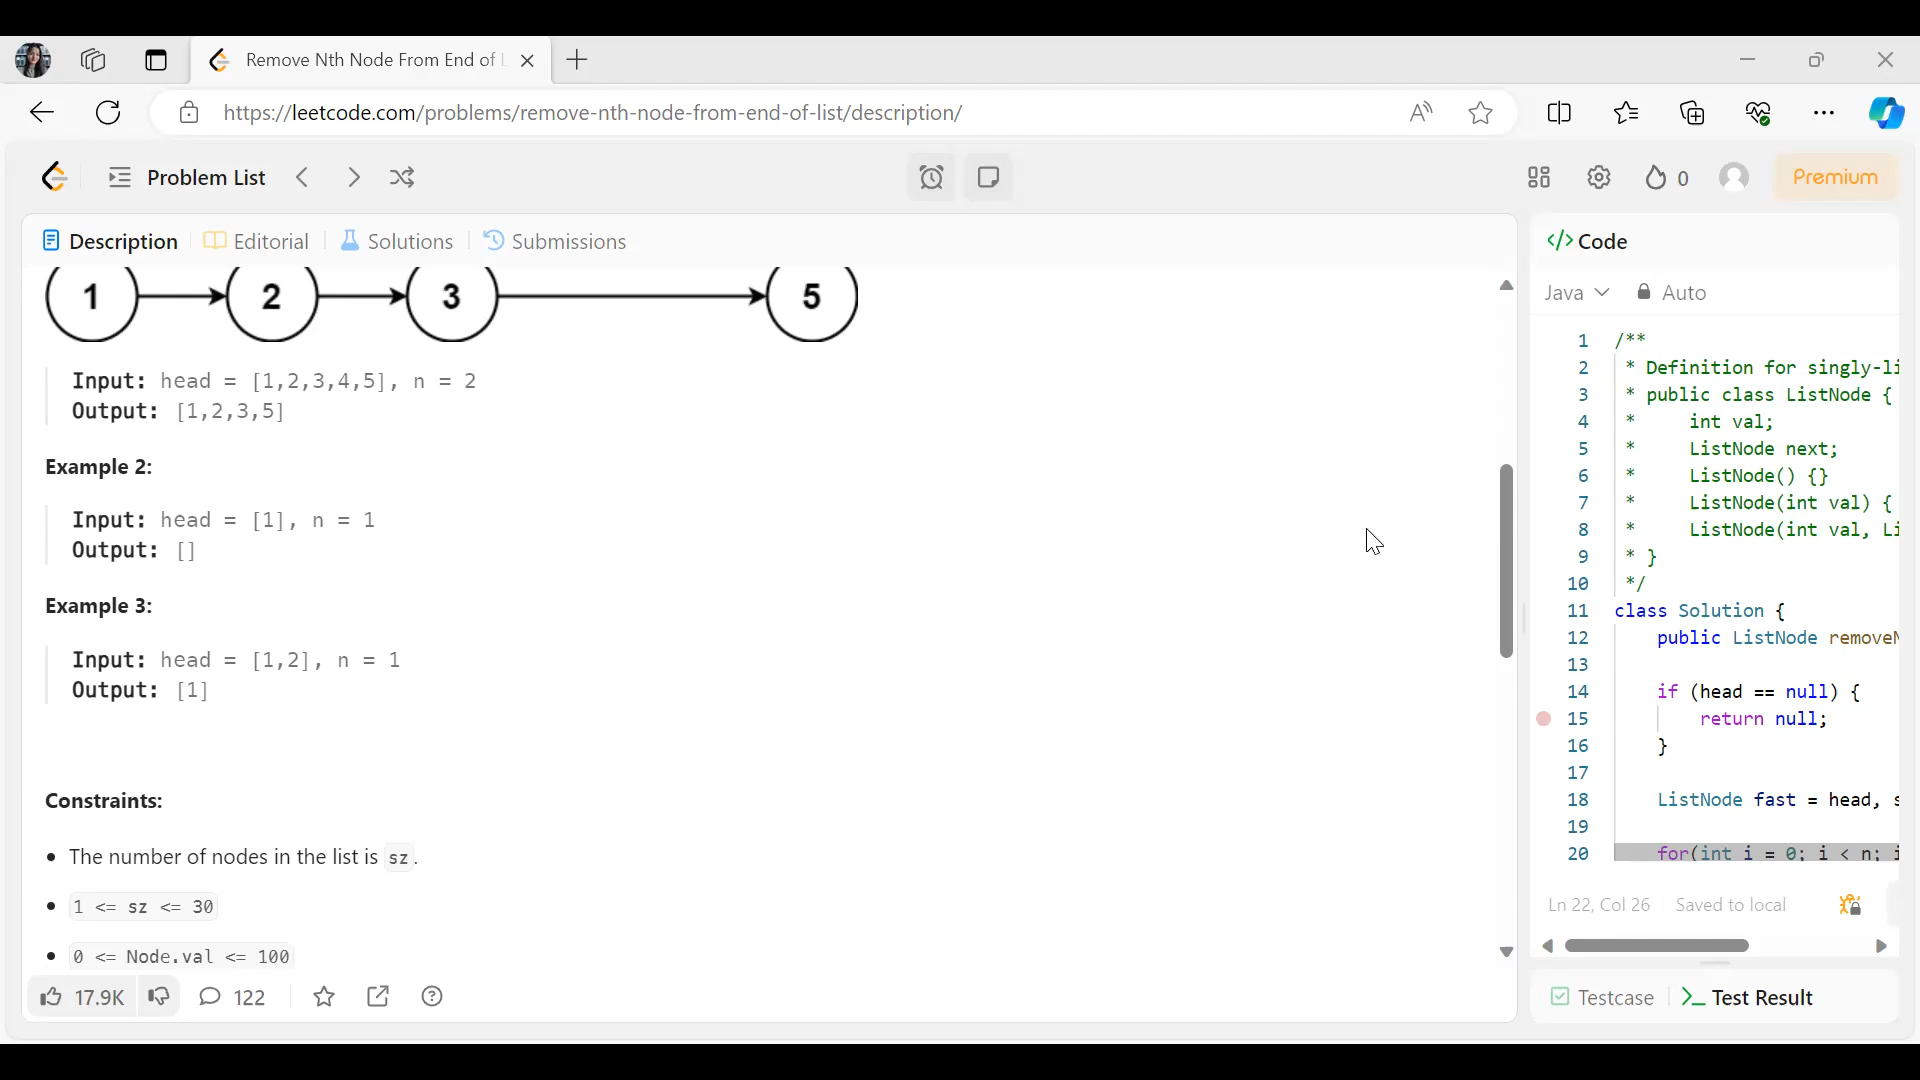 Remove Nth Node From End of L
https://leetcode.com/problems/remove-nth-node-from-end-of-list/description/
Problem List
0
Premium
Description
Editorial
Solutions
Submissions
1 2 3 5
Input: head = [1,2,3,4,5], n = 2
Output: [1,2,3,5]
Example 2:
Input: head = [1], n = 1
Output: []
Example 3:
Input: head = [1,2], n = 1
Output: [1]
Constraints:
• The number of nodes in the list is sz.
• 1 <= sz <= 30
• 0 <= Node.val <= 100
17.9K
122
</> Code
Java
Auto
1 /**
2 * Definition for singly-li
3 * public class ListNode {
4 * int val;
5 * ListNode next;
6 * ListNode() {}
7 * ListNode(int val) {
8 * ListNode(int val, Li
9 * }
10 */
11 class Solution {
12 public ListNode removeN
13
14 if (head == null) {
15 return null;
16 }
17
18 ListNode fast = head, s
19
20 for(int i = 0; i < n; i
Ln 22, Col 26
Saved to local
Testcase
Test Result